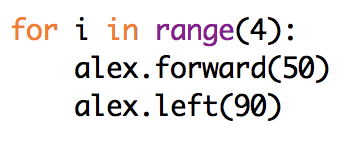 for i in range(4):
    alex.forward(50)
    alex.left(90)